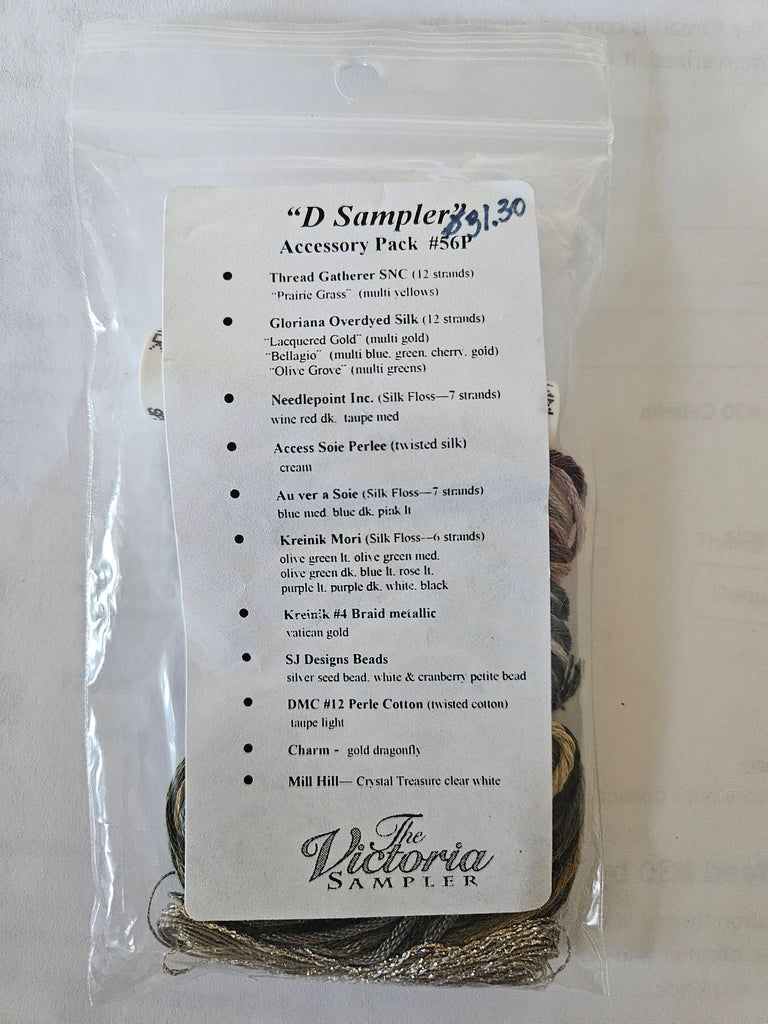 “D Sampler”
$31.30
Accessory Pack #56P
• Thread Gatherer SNC (12 strands)
“Prairie Grass” (multi yellows)
• Gloriana Overdyed Silk (12 strands)
“Lacquered Gold” (multi gold)
“Bellagio” (multi blue, green, cherry, gold)
“Olive Grove” (multi greens)
• Needlepoint Inc. (Silk Floss—7 strands)
wine red dk, taupe med
• Access Soie Perlee (twisted silk)
cream
• Au ver a Soie (Silk Floss—7 strands)
blue med, blue dk, pink lt
• Kreinik Mori (Silk Floss--6 strands)
olive green lt, olive green med,
olive green dk, blue lt, rose lt,
purple lt, purple dk, white, black
• Kreinik #4 Braid metallic
vatican gold
• SJ Designs Beads
silver seed bead, white & cranberry petite bead
• DMC #12 Perle Cotton (twisted cotton)
taupe light
• Charm - gold dragonfly
• Mill Hill— Crystal Treasure clear white
The
Victoria
SAMPLER